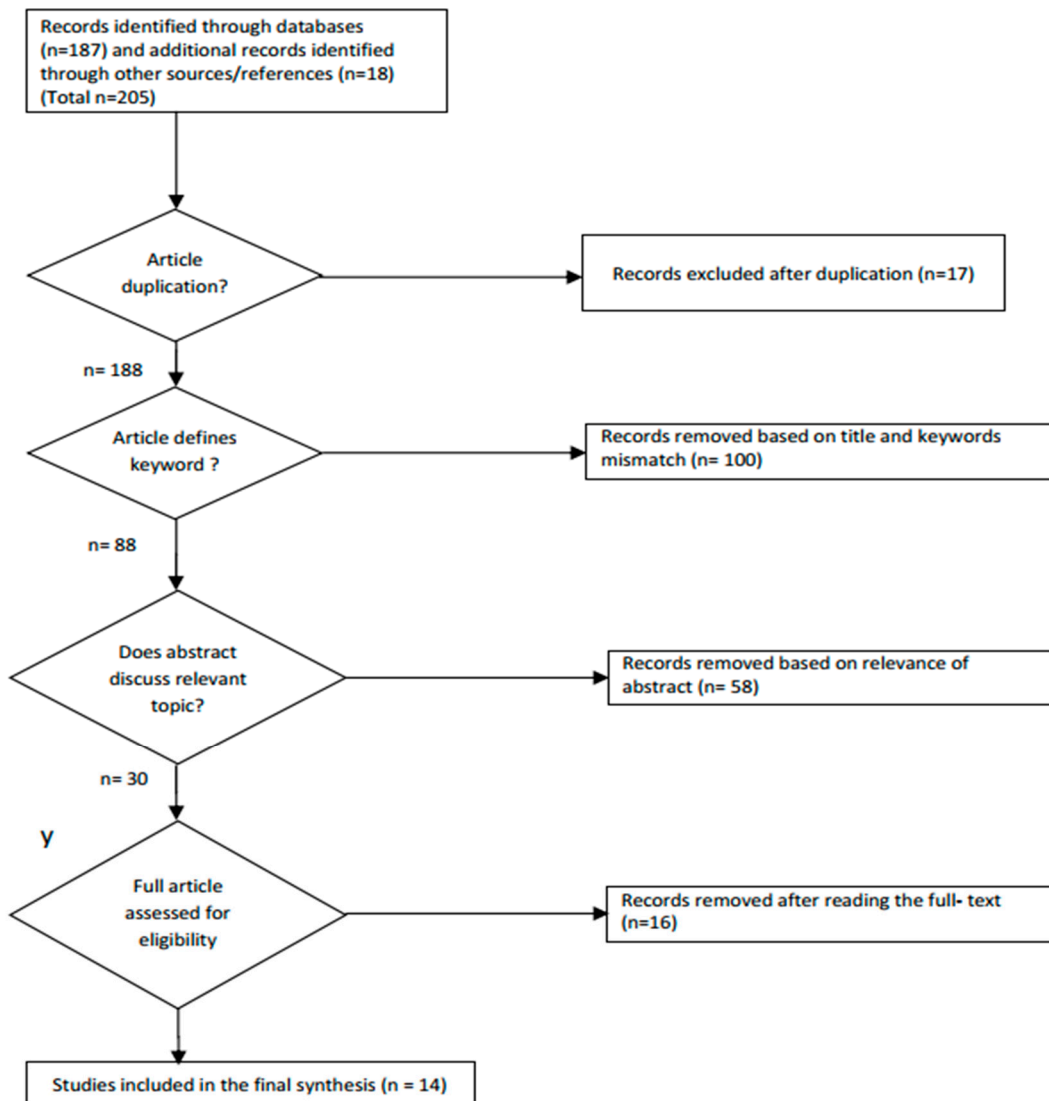 Records identified through databases
(n=187) and additional records identified
through other sources/references (n=18)
(Total n=205)
Article
duplication?
Records excluded after duplication (n=17)
n= 188
Article defines
keyword ?
Records removed based on title and keywords
mismatch (n= 100)
n= 88
Does abstract
discuss relevant
topic?
Records removed based on relevance of
abstract (n= 58)
n= 30
y
Full article
assessed for
eligibility
Records removed after reading the full- text
(n=16)
Studies included in the final synthesis (n = 14)